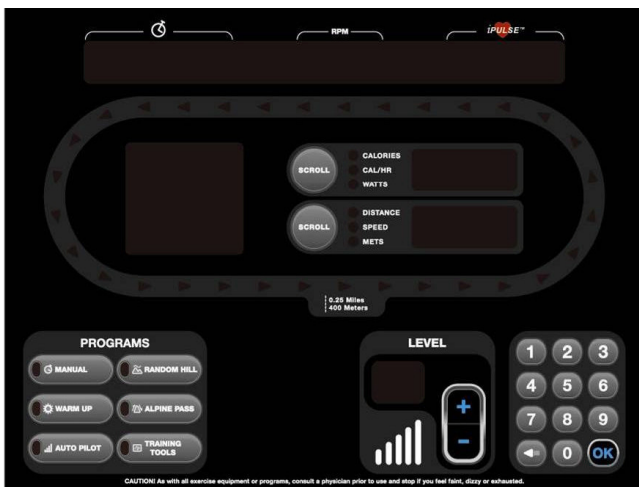 RPM
iPULSE™
SCROLL
CALORIES
CAL/HR
WATTS
SCROLL
DISTANCE
SPEED
METS
0.25 Miles
400 Meters
PROGRAMS
MANUAL
RANDOM HILL
WARM UP
ALPINE PASS
AUTO PILOT
TRAINING
TOOLS
LEVEL
+
-
1 2 3
4 5 6
7 8 9
0 OK
CAUTION! As with all exercise equipment or programs, consult a physician prior to use and stop if you feel faint, dizzy or exhausted.